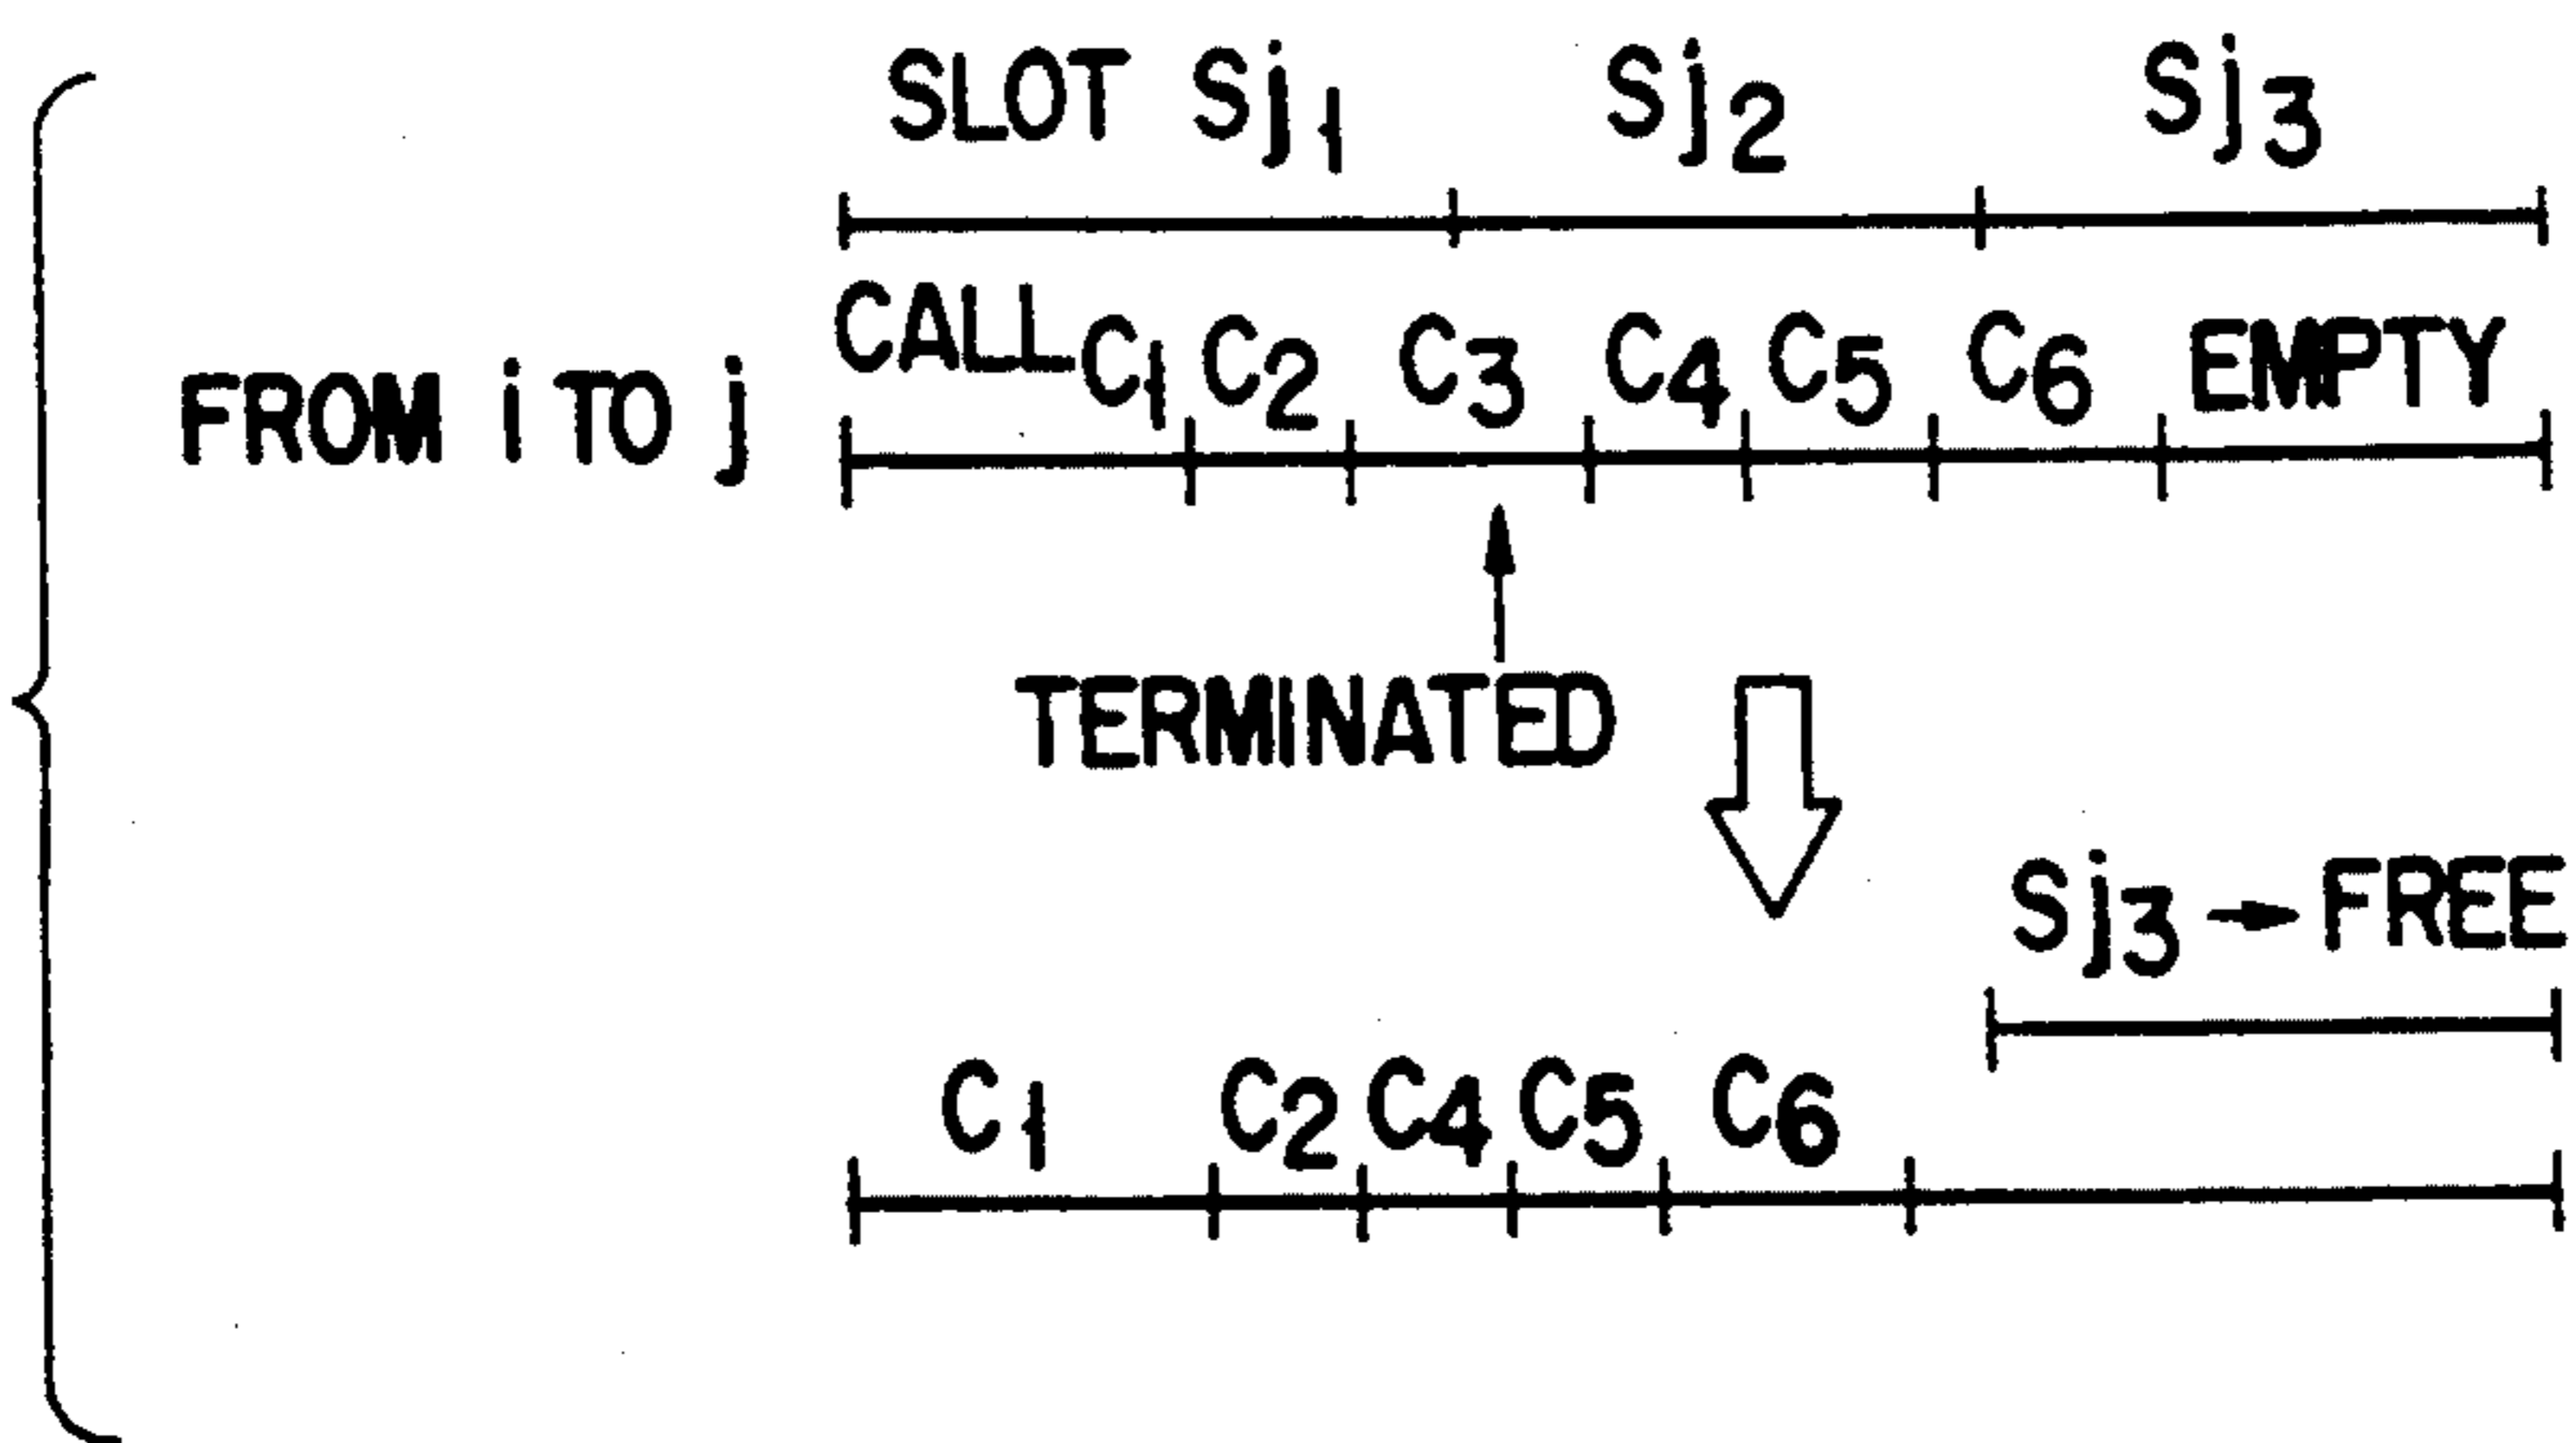 SLOT Sj1 Sj2 Sj3
FROM i TO j CALL C1 C2 C3 C4 C5 C6 EMPTY
TERMINATED
Sj3 → FREE
C1 C2 C4 C5 C6